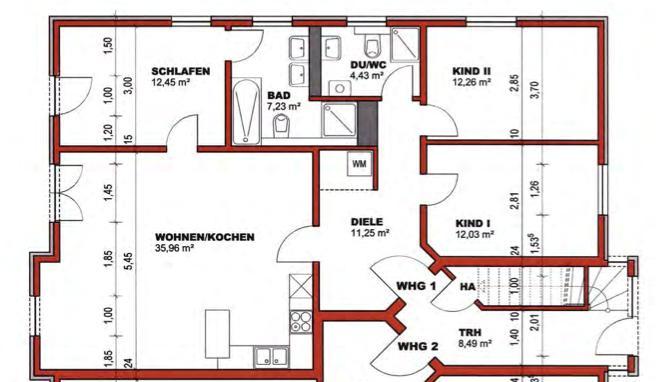 SCHLAFEN
12,45 m²
BAD
7,23 m²
DU/WC
4,43 m²
KIND II
12,26 m²
WM
WOHNEN/KOCHEN
35,96 m²
DIELE
11,25 m²
KIND I
12,03 m²
WHG 1
HA
WHG 2
TRH
8,49 m²
1,50
1,00
1,20
3,00
15
1,45
1,85
1,00
1,85
5,45
24
2,85
3,70
10
2,81
1,26
1,53⁵
24
1,00
10
1,40
2,01